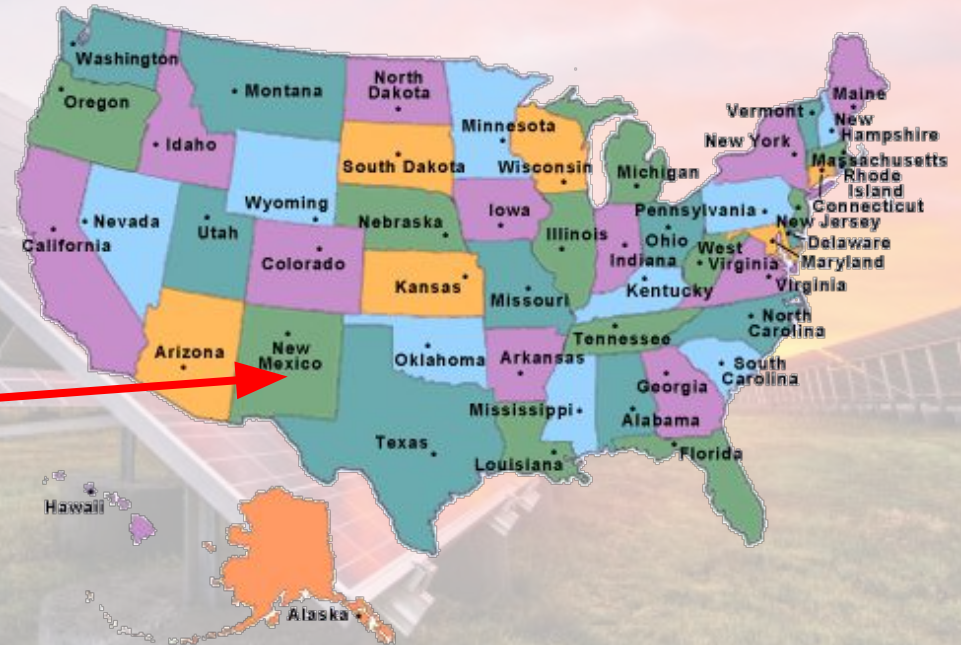 Washington
Montana
North
Dakota
Minnesota
Oregon
Idaho
South Dakota
Wisconsin
Michigan
Vermont
Maine
New
Hampshire
New York
Massachusetts
Rhode
Island
Connecticut
Wyoming
Nebraska
Iowa
Illinois
Indiana
Ohio
Pennsylvania
New Jersey
Delaware
Maryland
California
Nevada
Utah
Colorado
Kansas
Missouri
Kentucky
West
Virginia
Virginia
Arizona
New
Mexico
Oklahoma
Arkansas
Tennessee
North
Carolina
South
Carolina
Texas
Louisiana
Mississippi
Alabama
Georgia
Florida
Hawaii
Alaska